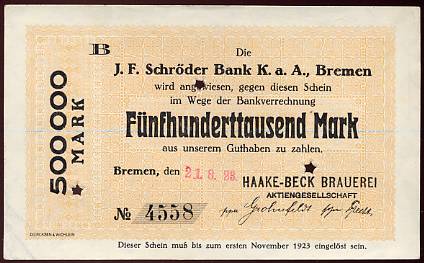 B
Die
J. F. Schröder Bank K. a. A., Bremen
wird angewiesen, gegen diesen Schein
im Wege der Bankverrechnung
Fünfhunderttausend Mark
aus unserem Guthaben zu zahlen.
Bremen, den 21. 8. 23.
HAAKE-BECK BRAUEREI
AKTIENGESELLSCHAFT
№ 4558
500·000
MARK
Dieser Schein muß bis zum ersten November 1923 eingelöst sein.